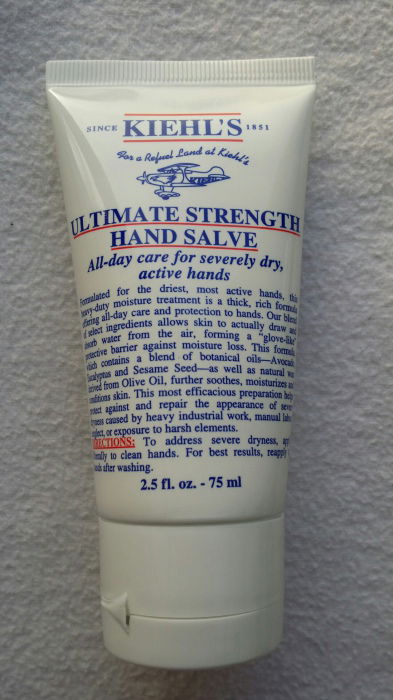 SINCE KIEHL'S 1851
For a Refuel Land at Kiehl's
KIEHL'S
ULTIMATE STRENGTH
HAND SALVE
All-day care for severely dry,
active hands
Formulated for the driest, most active hands, this
heavy-duty moisture treatment is a thick, rich formula
offering all-day care and protection to hands. Our blend
of select ingredients allows skin to actually draw and
absorb water from the air, forming a "glove-like"
protective barrier against moisture loss. This formula,
which contains a blend of botanical oils—Avocado,
Eucalyptus and Sesame Seed—as well as natural wax
derived from Olive Oil, further soothes, moisturizes and
conditions skin. This most efficacious preparation helps
protect against and repair the appearance of severe
dryness caused by heavy industrial work, manual labor,
neglect, or exposure to harsh elements.
DIRECTIONS: To address severe dryness,
liberally to clean hands. For best results, reapply
hands after washing.
2.5 fl. oz. - 75 ml